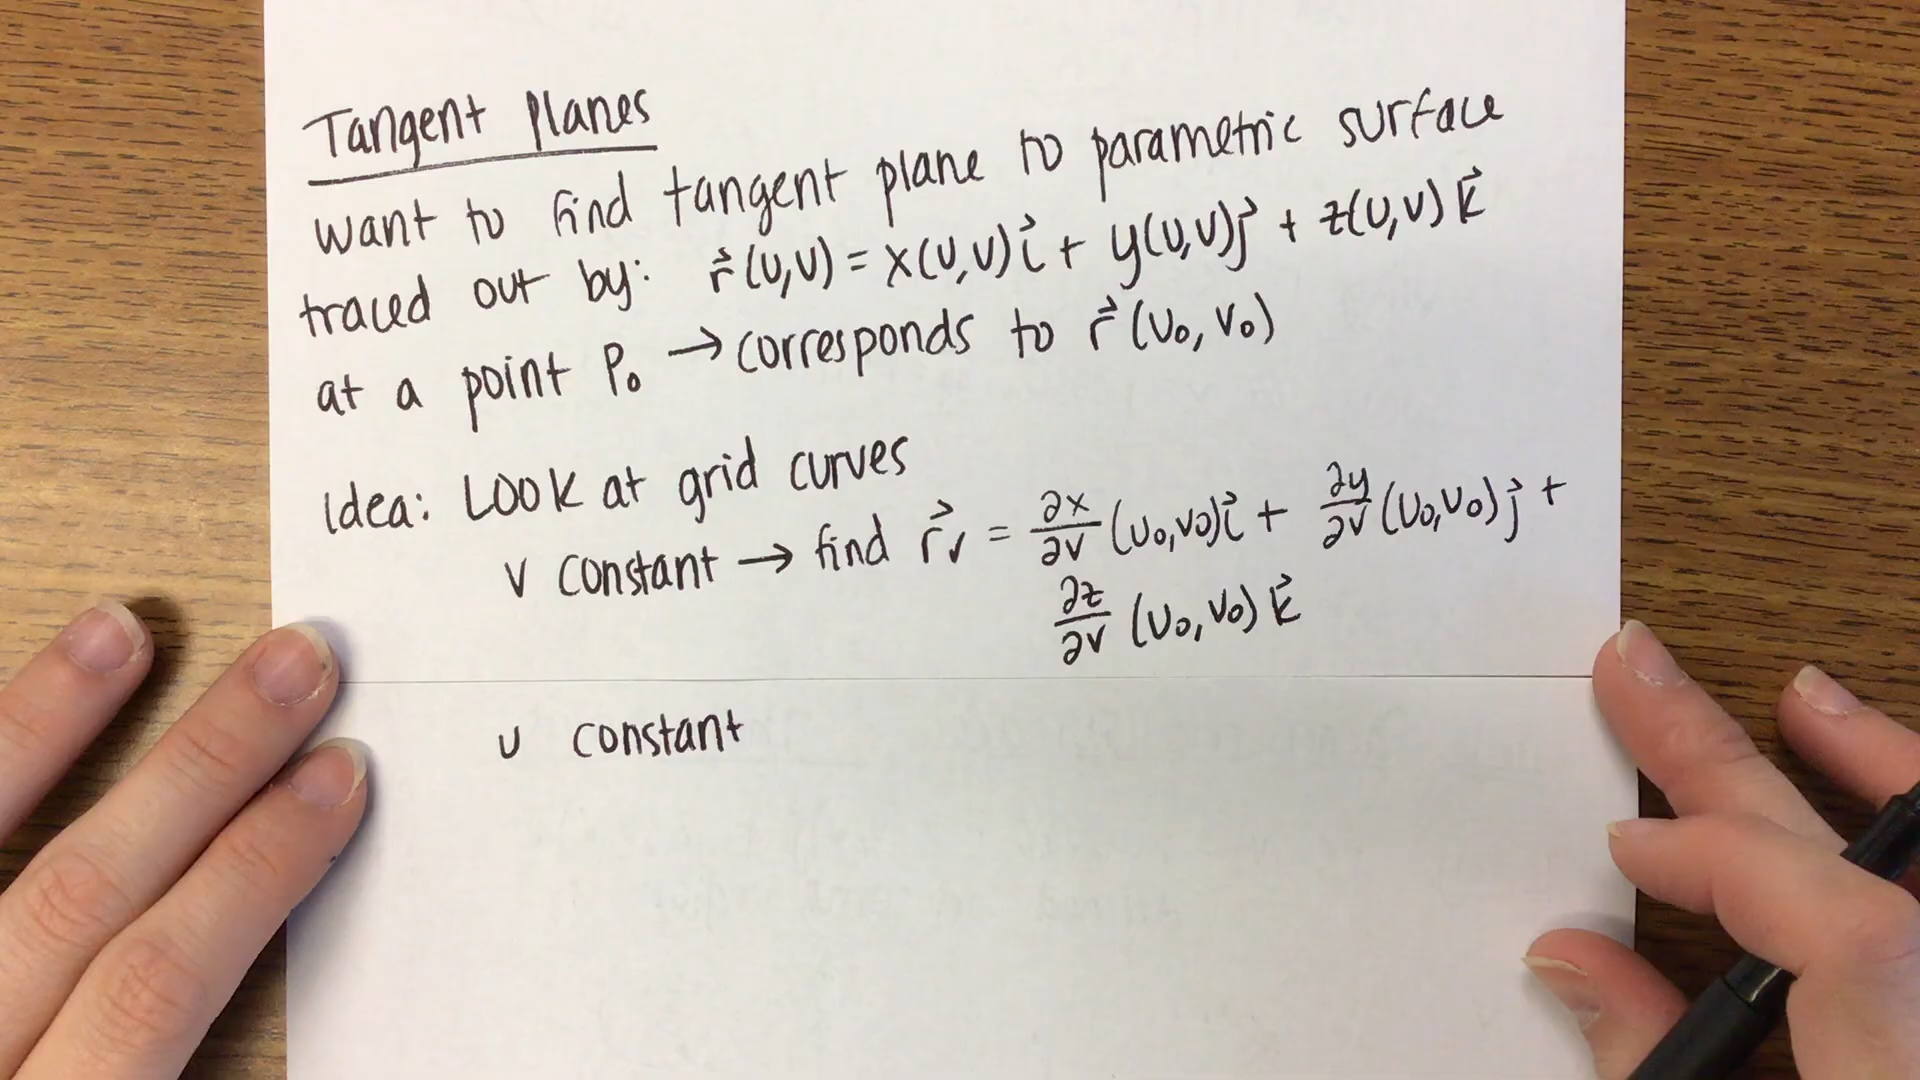 Tangent Planes
want to find tangent plane to parametric surface
traced out by: r⃗(u,v) = x(u,v)i⃗ + y(u,v)j⃗ + z(u,v)k⃗
at a point P₀ → corresponds to r⃗(u₀,v₀)
Idea: Look at grid curves
v constant → find r⃗ᵥ = ∂x/∂v (u₀,v₀)i⃗ + ∂y/∂v (u₀,v₀)j⃗ +
∂z/∂v (u₀,v₀)k⃗
u constant